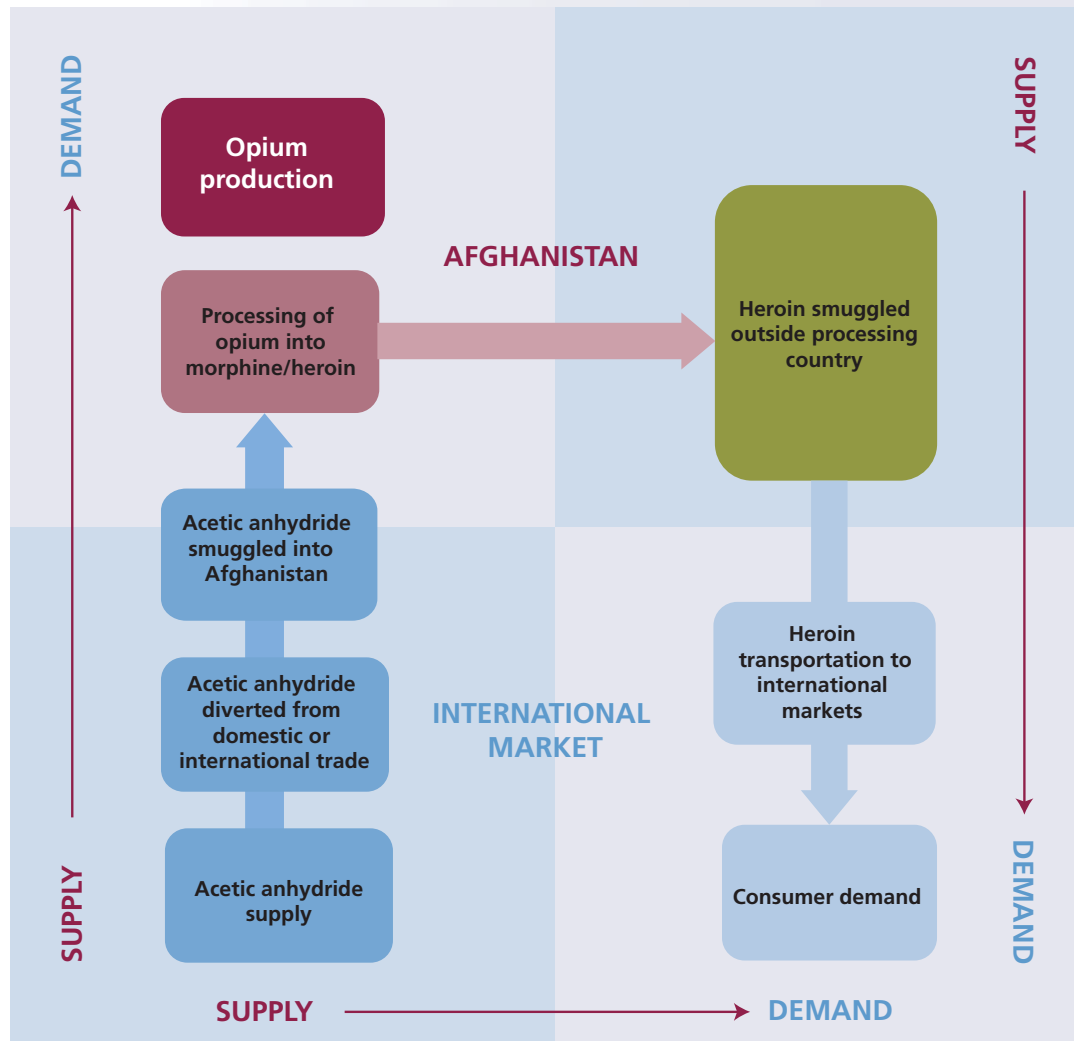 DEMAND
SUPPLY
Opium
production
AFGHANISTAN
Processing of
opium into
morphine/heroin
Heroin smuggled
outside processing
country
Acetic anhydride
smuggled into
Afghanistan
Acetic anhydride
diverted from
domestic or
international trade
INTERNATIONAL
MARKET
Heroin
transportation to
international
markets
Acetic anhydride
supply
Consumer demand
SUPPLY
DEMAND
SUPPLY
DEMAND